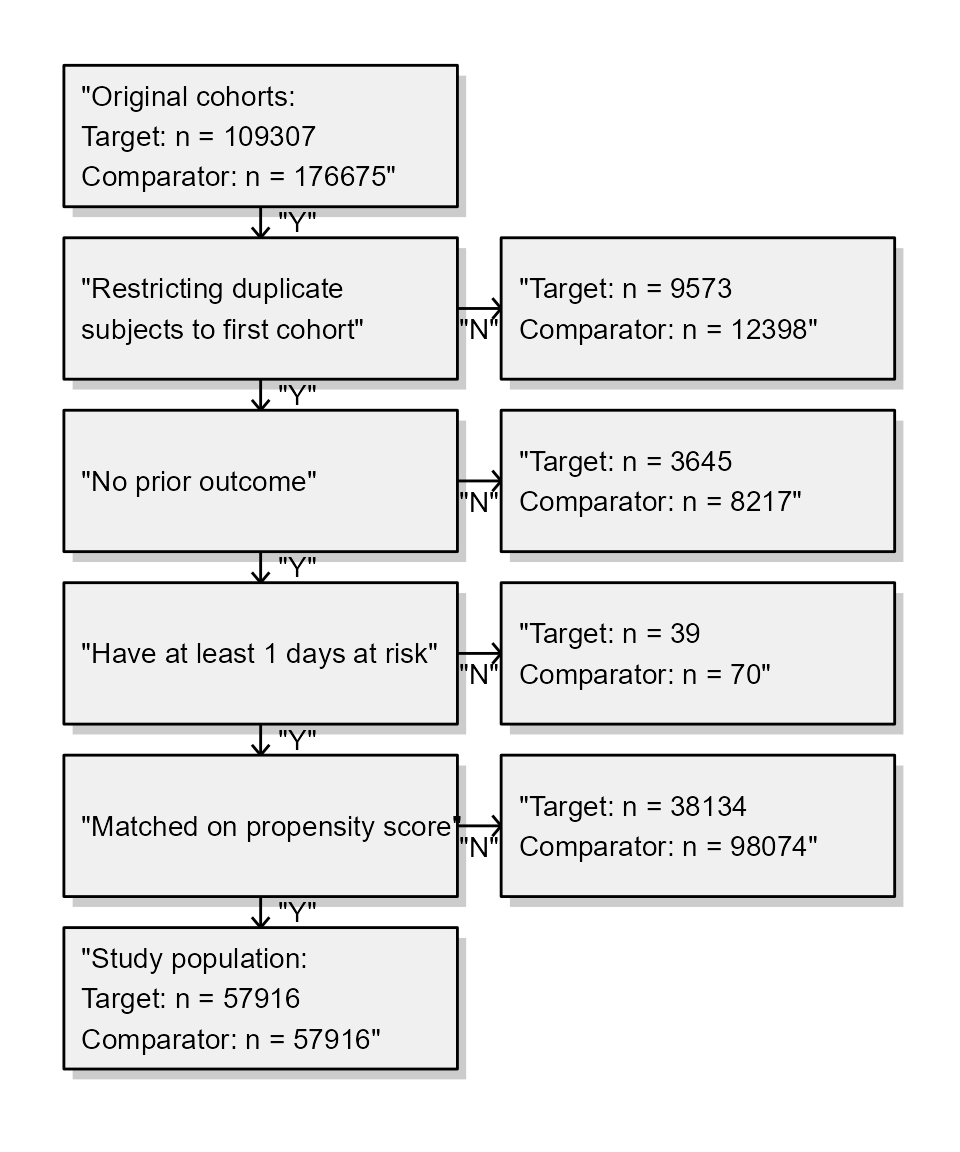 "Original cohorts:
Target: n = 109307
Comparator: n = 176675"
"Y"
"Restricting duplicate
subjects to first cohort"
"N"
"Target: n = 9573
Comparator: n = 12398"
"Y"
"No prior outcome"
"N"
"Target: n = 3645
Comparator: n = 8217"
"Y"
"Have at least 1 days at risk"
"N"
"Target: n = 39
Comparator: n = 70"
"Y"
"Matched on propensity score"
"N"
"Target: n = 38134
Comparator: n = 98074"
"Y"
"Study population:
Target: n = 57916
Comparator: n = 57916"